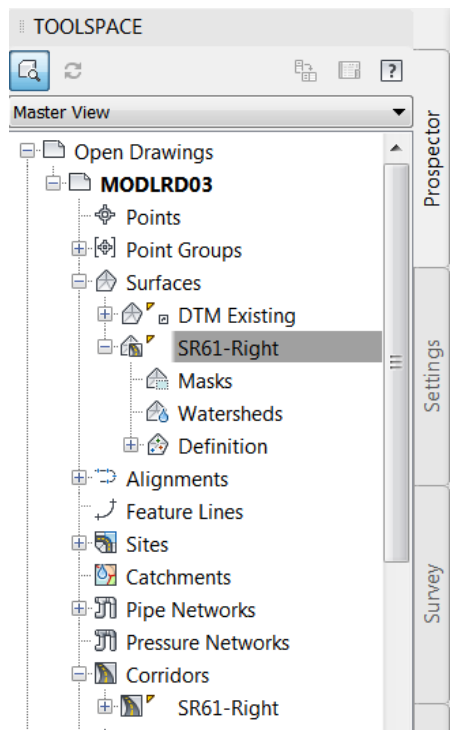 TOOLSPACE
?
Master View
Open Drawings
MODLRD03
Points
Point Groups
Surfaces
DTM Existing
SR61-Right
Masks
Watersheds
Definition
Alignments
Feature Lines
Sites
Catchments
Pipe Networks
Pressure Networks
Corridors
SR61-Right
Prospector
Settings
Survey